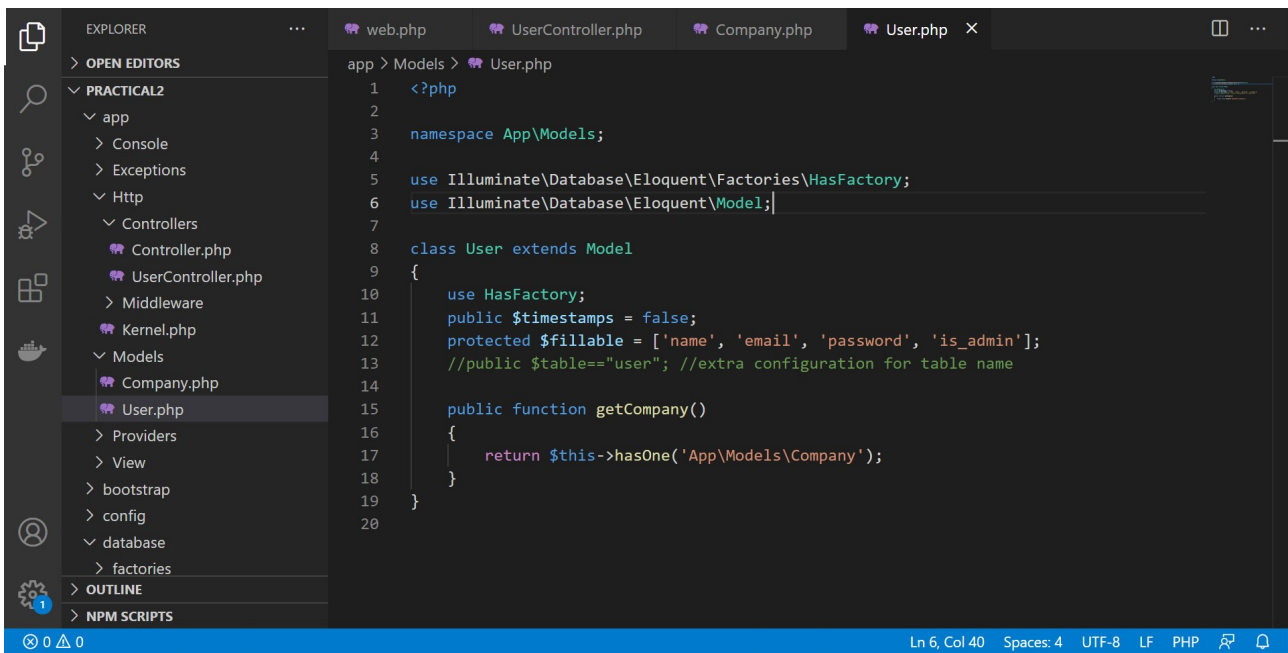 EXPLORER
···
web.php
UserController.php
Company.php
User.php
···
OPEN EDITORS
PRACTICAL2
app
Console
Exceptions
Http
Controllers
Controller.php
UserController.php
Middleware
Kernel.php
Models
Company.php
User.php
Providers
View
bootstrap
config
database
factories
OUTLINE
NPM SCRIPTS
app > Models > User.php
1 <?php
2
3 namespace App\Models;
4
5 use Illuminate\Database\Eloquent\Factories\HasFactory;
6 use Illuminate\Database\Eloquent\Model;
7
8 class User extends Model
9 {
10 use HasFactory;
11 public $timestamps = false;
12 protected $fillable = ['name', 'email', 'password', 'is_admin'];
13 //public $table=="user"; //extra configuration for table name
14
15 public function getCompany()
16 {
17 return $this->hasOne('App\Models\Company');
18 }
19 }
20
1
0 0 Ln 6, Col 40 Spaces: 4 UTF-8 LF PHP